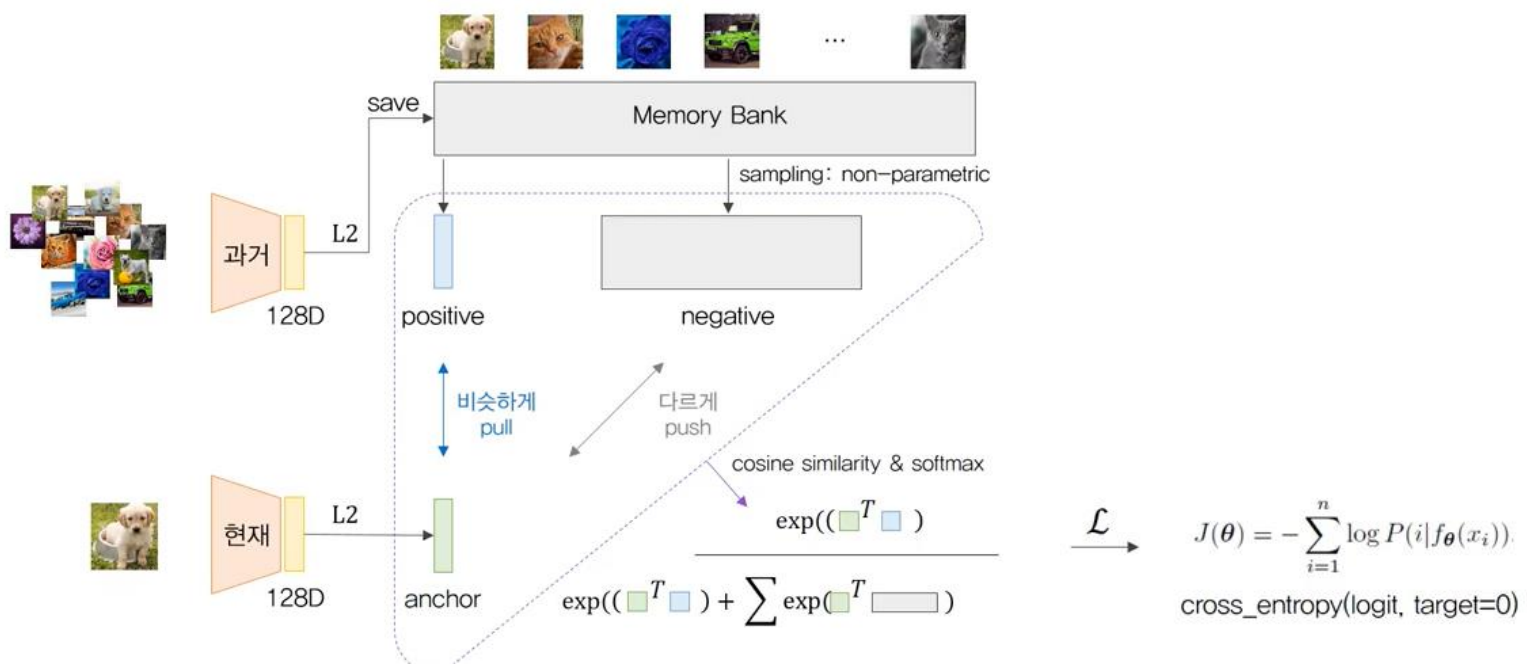 ...
save
Memory Bank
sampling: non-parametric
과거
L2
128D
positive
negative
비슷하게
pull
다르게
push
cosine similarity & softmax
현재
L2
128D
anchor
exp(( T )
exp(( T ) + ∑ exp( T )
ℒ
J(θ) = − ∑_{i=1}^{n} log P(i|f_θ(x_i)).
cross_entropy(logit, target=0)